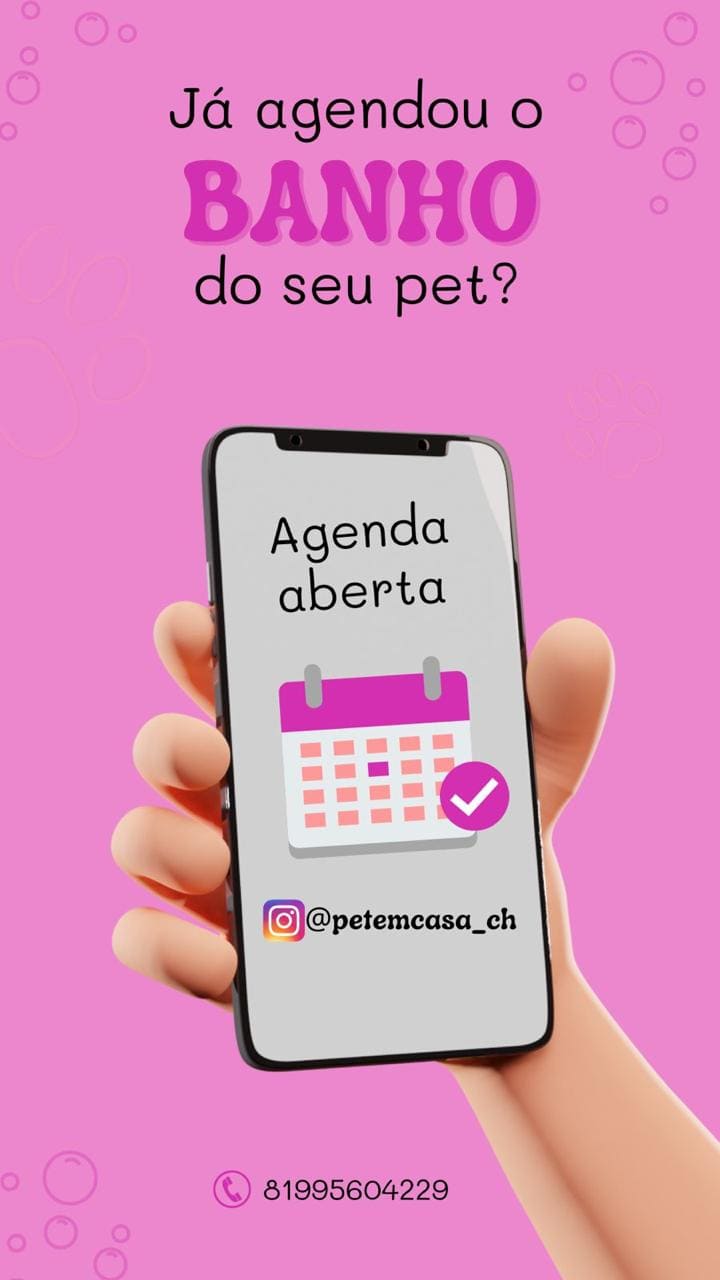 Já agendou o
BANHO
do seu pet?
Agenda
aberta
@petemcasa_ch
81995604229